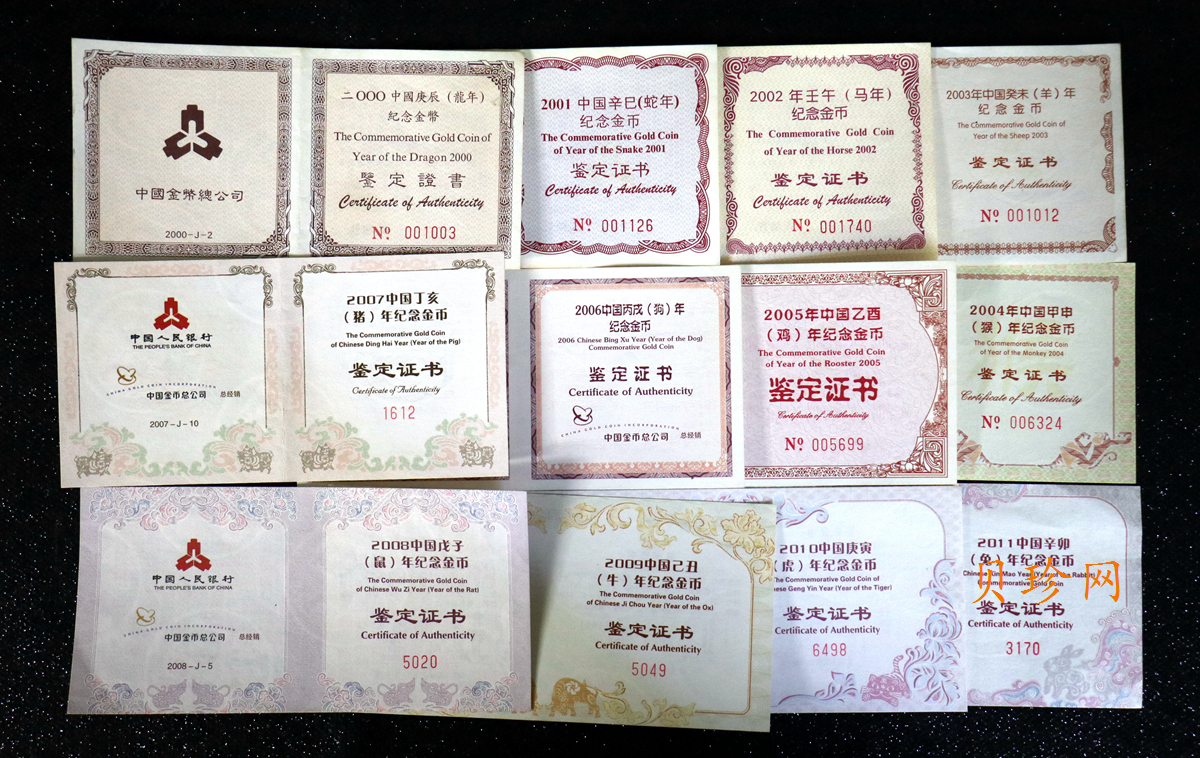 中國金幣總公司
2000-J-2
二OOO 中國庚辰（龍年）
紀念金幣
The Commemorative Gold Coin of
Year of the Dragon 2000
鑒定證書
Certificate of Authenticity
Nº 001003
2001 中国辛巳(蛇年)
纪念金币
The Commemorative Gold Coin
of Year of the Snake 2001
鉴定证书
Certificate of Authenticity
Nº 001126
2002 年壬午（马年）
纪念金币
The Commemorative Gold Coin
of Year of the Horse 2002
鉴定证书
Certificate of Authenticity
Nº 001740
2003年中国癸未（羊）年
纪念金币
The Commemorative Gold Coin of
Year of the Sheep 2003
鉴定证书
Certificate of Authenticity
Nº 001012
中国人民银行
THE PEOPLE'S BANK OF CHINA
CHINA GOLD COIN INCORPORATION
中国金币总公司 总经销
2007-J-10
2007中国丁亥
（猪）年纪念金币
The Commemorative Gold Coin
of Chinese Ding Hai Year (Year of the Pig)
鉴定证书
Certificate of Authenticity
1612
2006中国丙戌（狗）年
纪念金币
2006 Chinese Bing Xu Year (Year of the Dog)
Commemorative Gold Coin
鉴定证书
Certificate of Authenticity
CHINA GOLD COIN INCORPORATION
中国金币总公司 总经销
2005年中国乙酉
（鸡）年纪念金币
The Commemorative Gold Coin
of Year of the Rooster 2005
鉴定证书
Certificate of Authenticity
Nº 005699
2004年中国甲申
（猴）年纪念金币
The Commemorative Gold Coin
of Year of the Monkey 2004
鉴定证书
Certificate of Authenticity
Nº 006324
中国人民银行
THE PEOPLE'S BANK OF CHINA
CHINA GOLD COIN INCORPORATION
中国金币总公司 总经销
2008-J-5
2008中国戊子
（鼠）年纪念金币
The Commemorative Gold Coin
of Chinese Wu Zi Year (Year of the Rat)
鉴定证书
Certificate of Authenticity
5020
2009中国己丑
（牛）年纪念金币
The Commemorative Gold Coin
of Chinese Ji Chou Year (Year of the Ox)
鉴定证书
Certificate of Authenticity
5049
2010中国庚寅
（虎）年纪念金币
The Commemorative Gold Coin of
Chinese Geng Yin Year (Year of the Tiger)
鉴定证书
Certificate of Authenticity
6498
2011中国辛卯
（兔）年纪念金币
Chinese Xin Mao Year (Year of the Rabbit)
Commemorative Gold Coin
鉴定证书
Certificate of Authenticity
3170
贝珍网